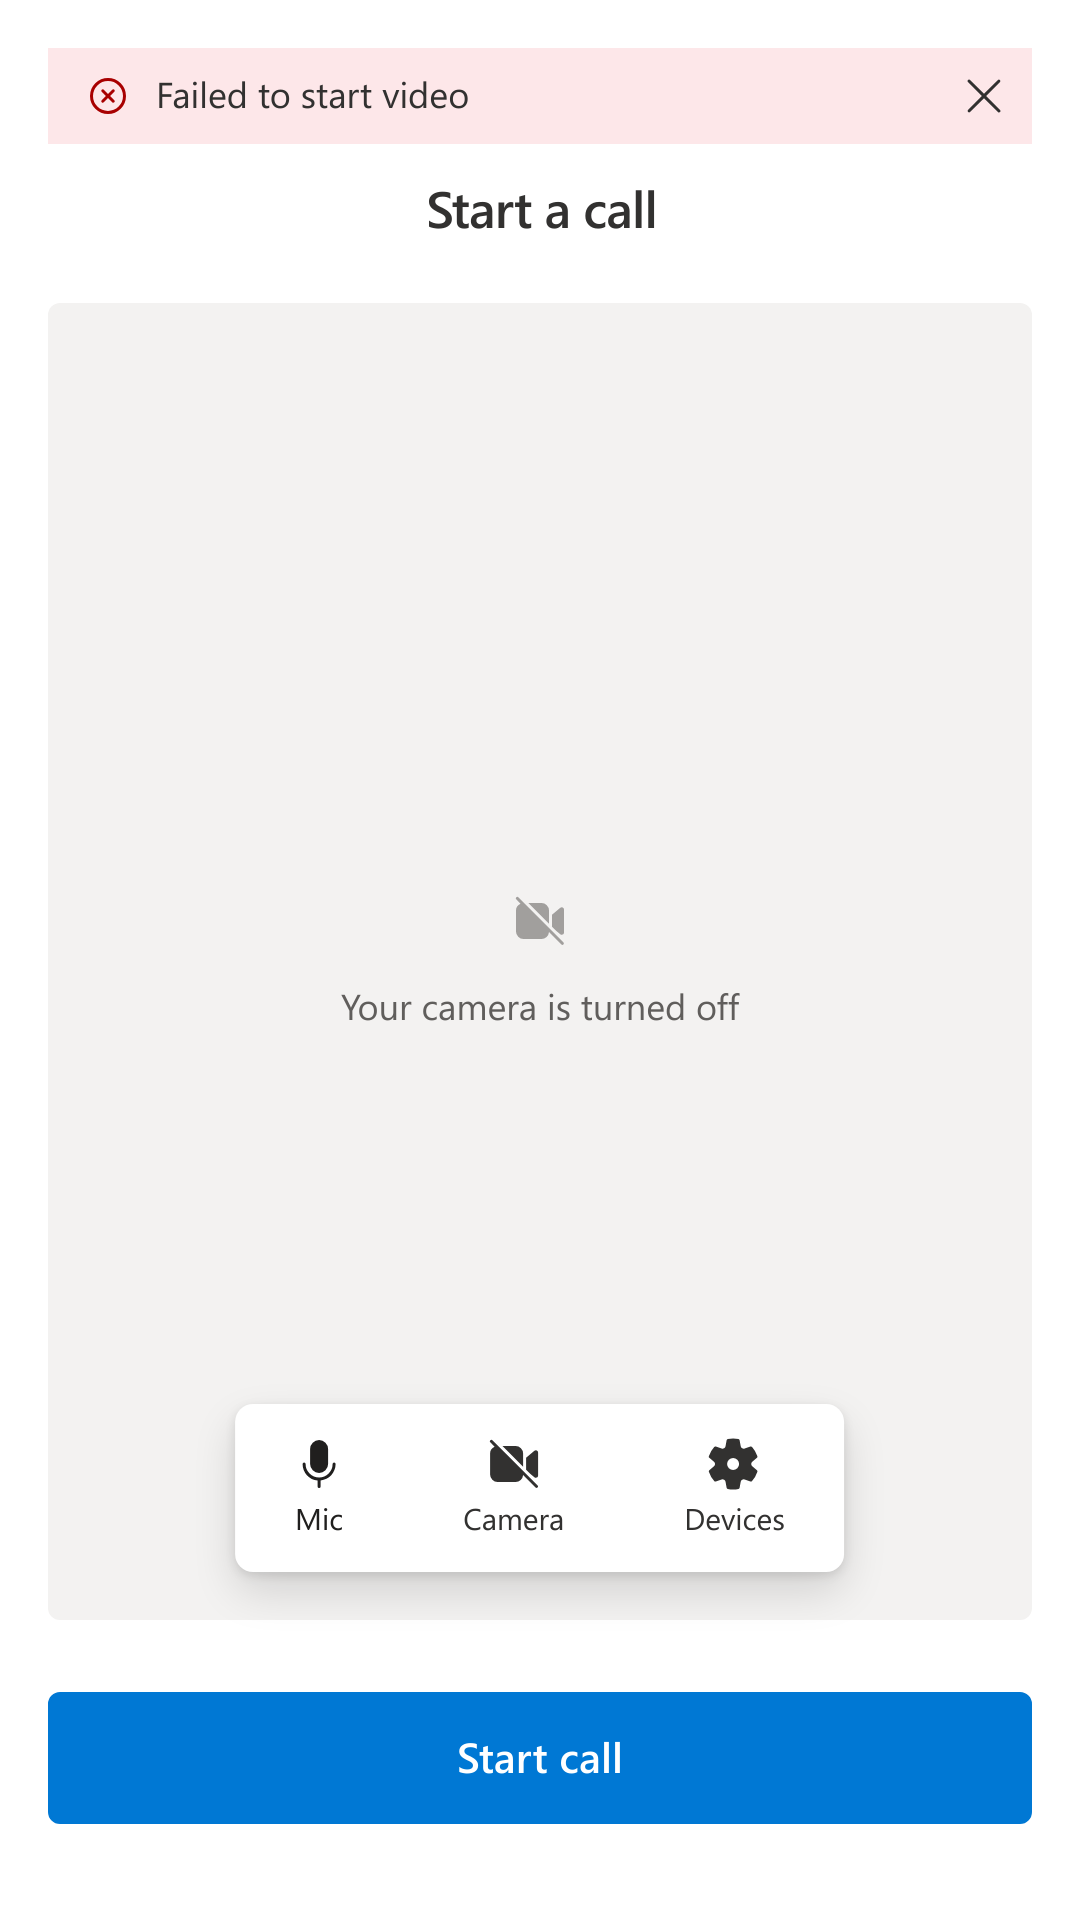 Failed to start video
Start a call
Your camera is turned off
Mic
Camera
Devices
Start call